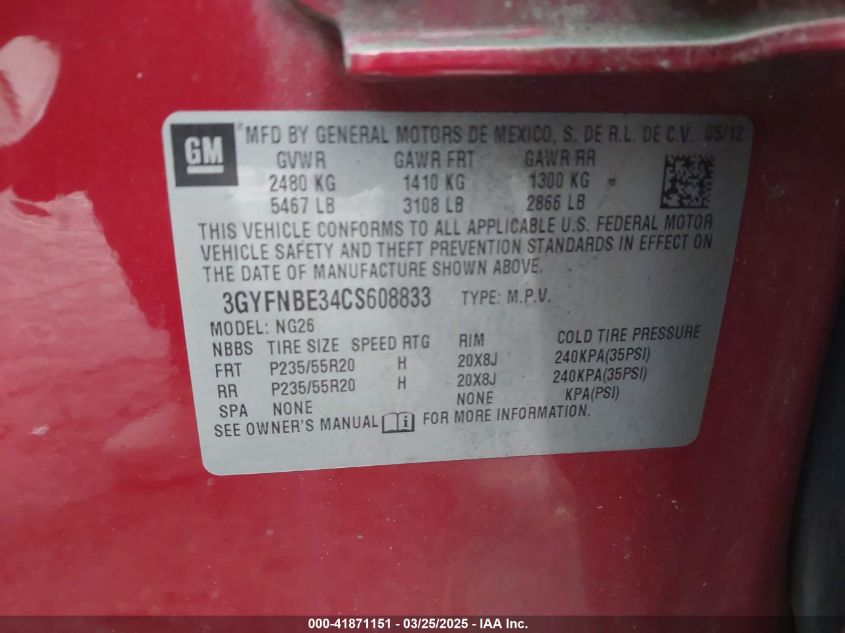 GM MFD BY GENERAL MOTORS DE MEXICO, S. DE R.L. DE C.V. 05/12
GVWR GAWR FRT GAWR RR
2480 KG 1410 KG 1300 KG
5467 LB 3108 LB 2866 LB
THIS VEHICLE CONFORMS TO ALL APPLICABLE U.S. FEDERAL MOTOR
VEHICLE SAFETY AND THEFT PREVENTION STANDARDS IN EFFECT ON
THE DATE OF MANUFACTURE SHOWN ABOVE.
3GYFNBE34CS608833 TYPE: M.P.V.
MODEL: NG26
NBBS TIRE SIZE SPEED RTG RIM COLD TIRE PRESSURE
FRT P235/55R20 H 20X8J 240KPA(35PSI)
RR P235/55R20 H 20X8J 240KPA(35PSI)
SPA NONE NONE KPA(PSI)
SEE OWNER'S MANUAL FOR MORE INFORMATION.
000-41871151 - 03/25/2025 - IAA Inc.